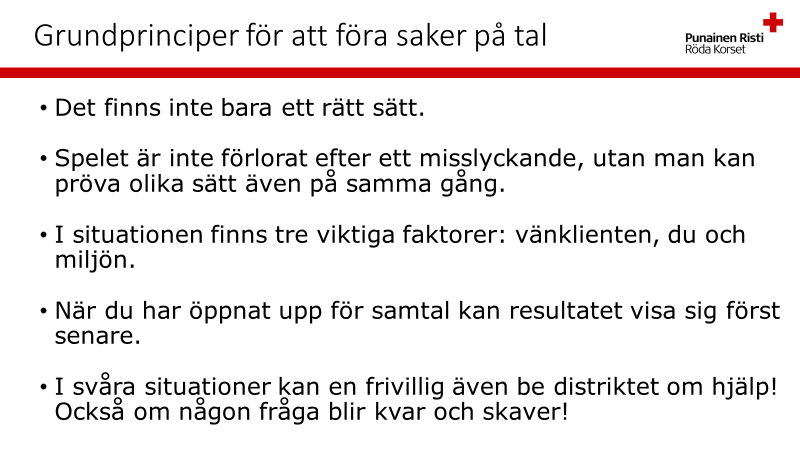 Grundprinciper för att föra saker på tal
Punainen Risti
Röda Korset
• Det finns inte bara ett rätt sätt.
• Spelet är inte förlorat efter ett misslyckande, utan man kan
pröva olika sätt även på samma gång.
• I situationen finns tre viktiga faktorer: vänklienten, du och
miljön.
• När du har öppnat upp för samtal kan resultatet visa sig först
senare.
• I svåra situationer kan en frivillig även be distriktet om hjälp!
Också om någon fråga blir kvar och skaver!